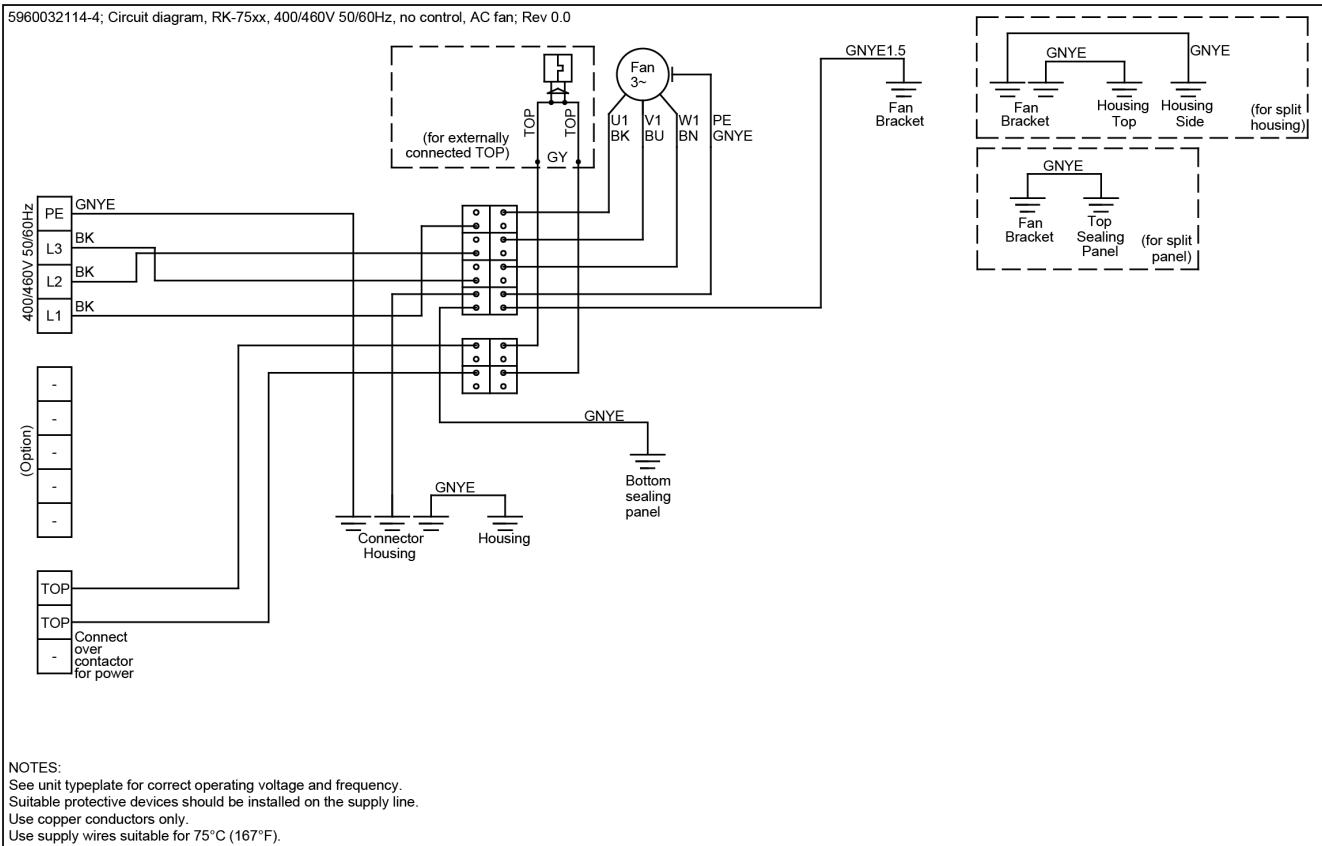 5960032114-4; Circuit diagram, RK-75xx, 400/460V 50/60Hz, no control, AC fan; Rev 0.0
(for externally
connected TOP)
TOP
TOP
GY
Fan
3~
U1
BK
V1
BU
W1
BN
PE
GNYE
GNYE1.5
Fan
Bracket
GNYE
GNYE
Fan
Bracket
Housing
Top
Housing
Side
(for split
housing)
GNYE
Fan
Bracket
Top
Sealing
Panel
(for split
panel)
400/460V 50/60Hz
PE
GNYE
L3
BK
L2
BK
L1
BK
(Option)
-
-
-
-
-
GNYE
Bottom
sealing
panel
GNYE
Connector
Housing
Housing
TOP
TOP
-
Connect
over
contactor
for power
NOTES:
See unit typeplate for correct operating voltage and frequency.
Suitable protective devices should be installed on the supply line.
Use copper conductors only.
Use supply wires suitable for 75°C (167°F).